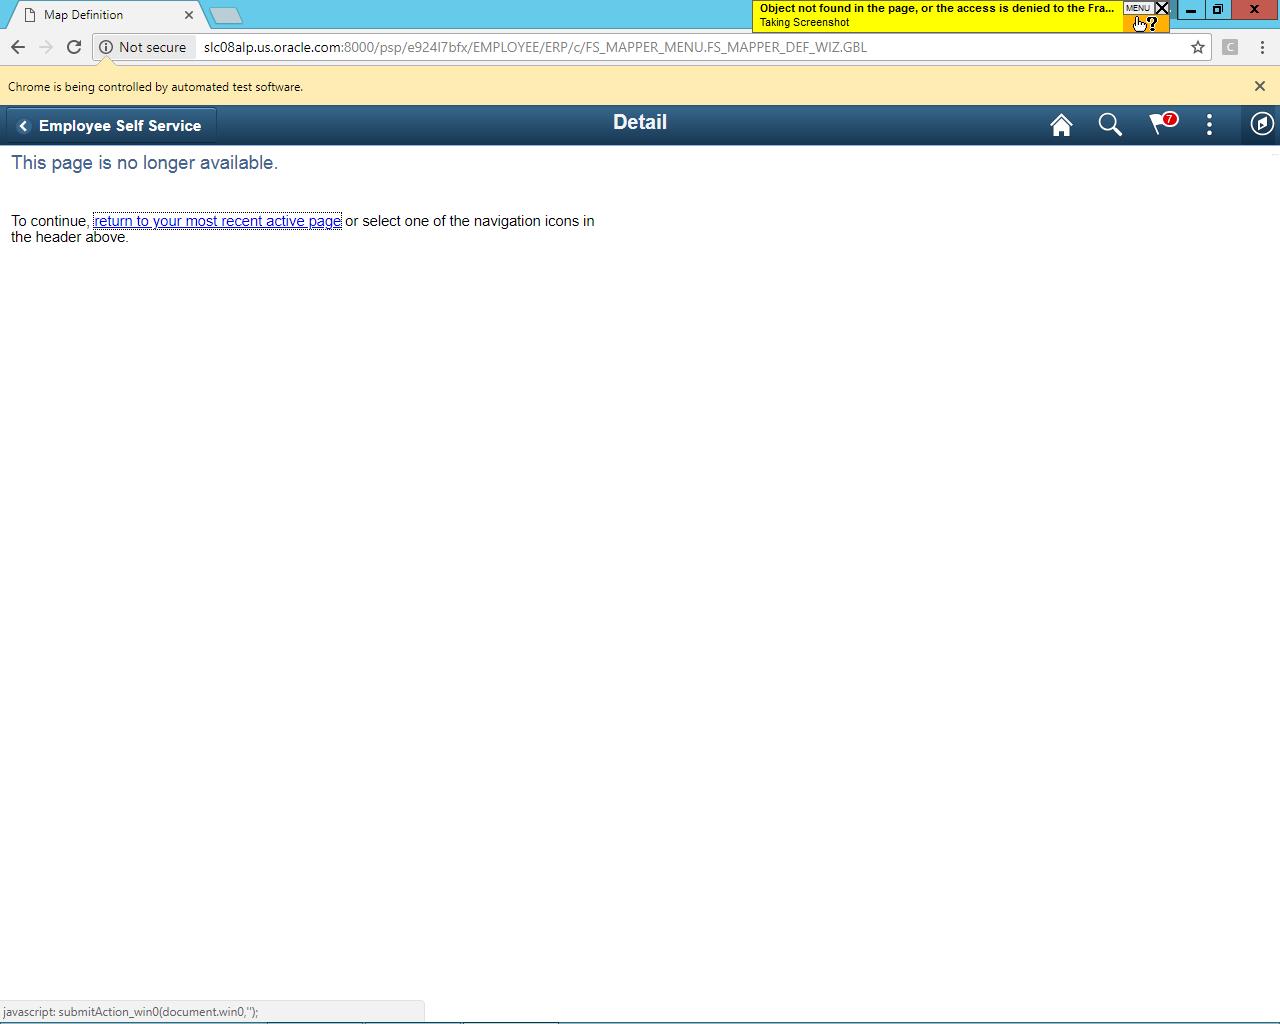 Map Definition
Object not found in the page, or the access is denied to the Fra...
Taking Screenshot
MENU
Not secure
slc08alp.us.oracle.com:8000/psp/e924l7bfx/EMPLOYEE/ERP/c/FS_MAPPER_MENU.FS_MAPPER_DEF_WIZ.GBL
C
Chrome is being controlled by automated test software.
Employee Self Service
Detail
7
This page is no longer available.
To continue, return to your most recent active page or select one of the navigation icons in
the header above.
javascript: submitAction_win0(document.win0,'');